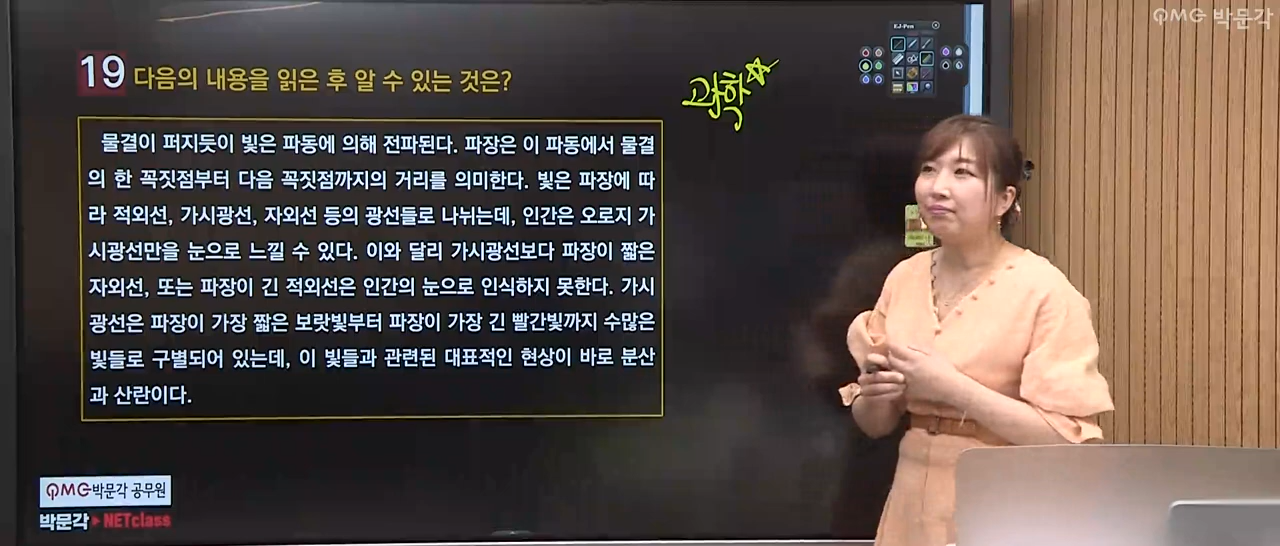 19 다음의 내용을 읽은 후 알 수 있는 것은?
과학
물결이 퍼지듯이 빛은 파동에 의해 전파된다. 파장은 이 파동에서 물결
의 한 꼭짓점부터 다음 꼭짓점까지의 거리를 의미한다. 빛은 파장에 따
라 적외선, 가시광선, 자외선 등의 광선들로 나뉘는데, 인간은 오로지 가
시광선만을 눈으로 느낄 수 있다. 이와 달리 가시광선보다 파장이 짧은
자외선, 또는 파장이 긴 적외선은 인간의 눈으로 인식하지 못한다. 가시
광선은 파장이 가장 짧은 보랏빛부터 파장이 가장 긴 빨간빛까지 수많은
빛들로 구별되어 있는데, 이 빛들과 관련된 대표적인 현상이 바로 분산
과 산란이다.
PMG 박문각 공무원
박문각 ▶ NETclass
EJ-Pen
PMG 박문각